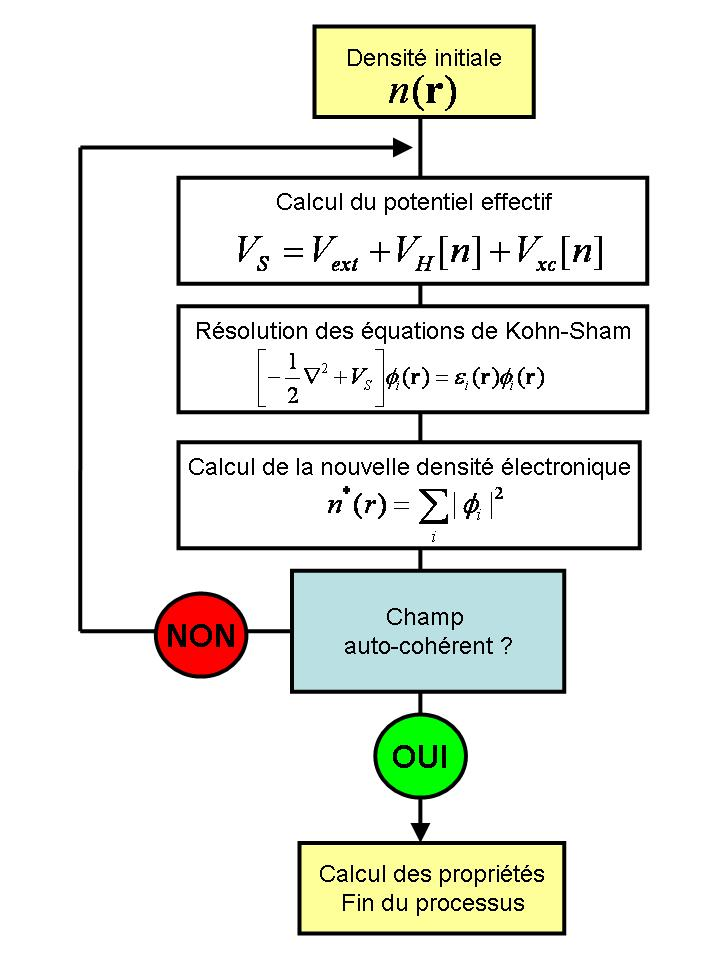 Densité initiale
n(r)
Calcul du potentiel effectif
V_S = V_ext + V_H[n] + V_xc[n]
Résolution des équations de Kohn-Sham
[-1/2 ∇² + V_S] ϕ_i(r) = ε_i(r)ϕ_i(r)
Calcul de la nouvelle densité électronique
n*(r) = ∑_i |ϕ_i|²
Champ
auto-cohérent ?
NON
OUI
Calcul des propriétés
Fin du processus